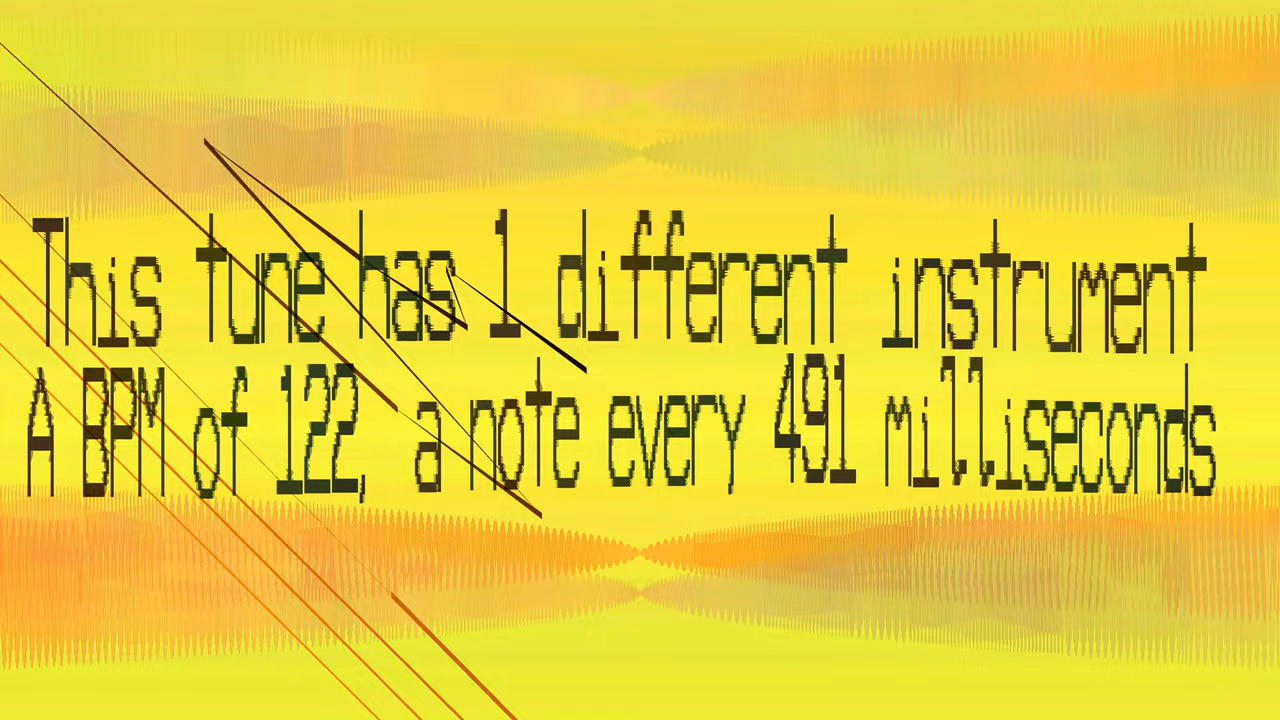 This tune has 1 different instrument
A BPM of 122, a note every 491 milliseconds